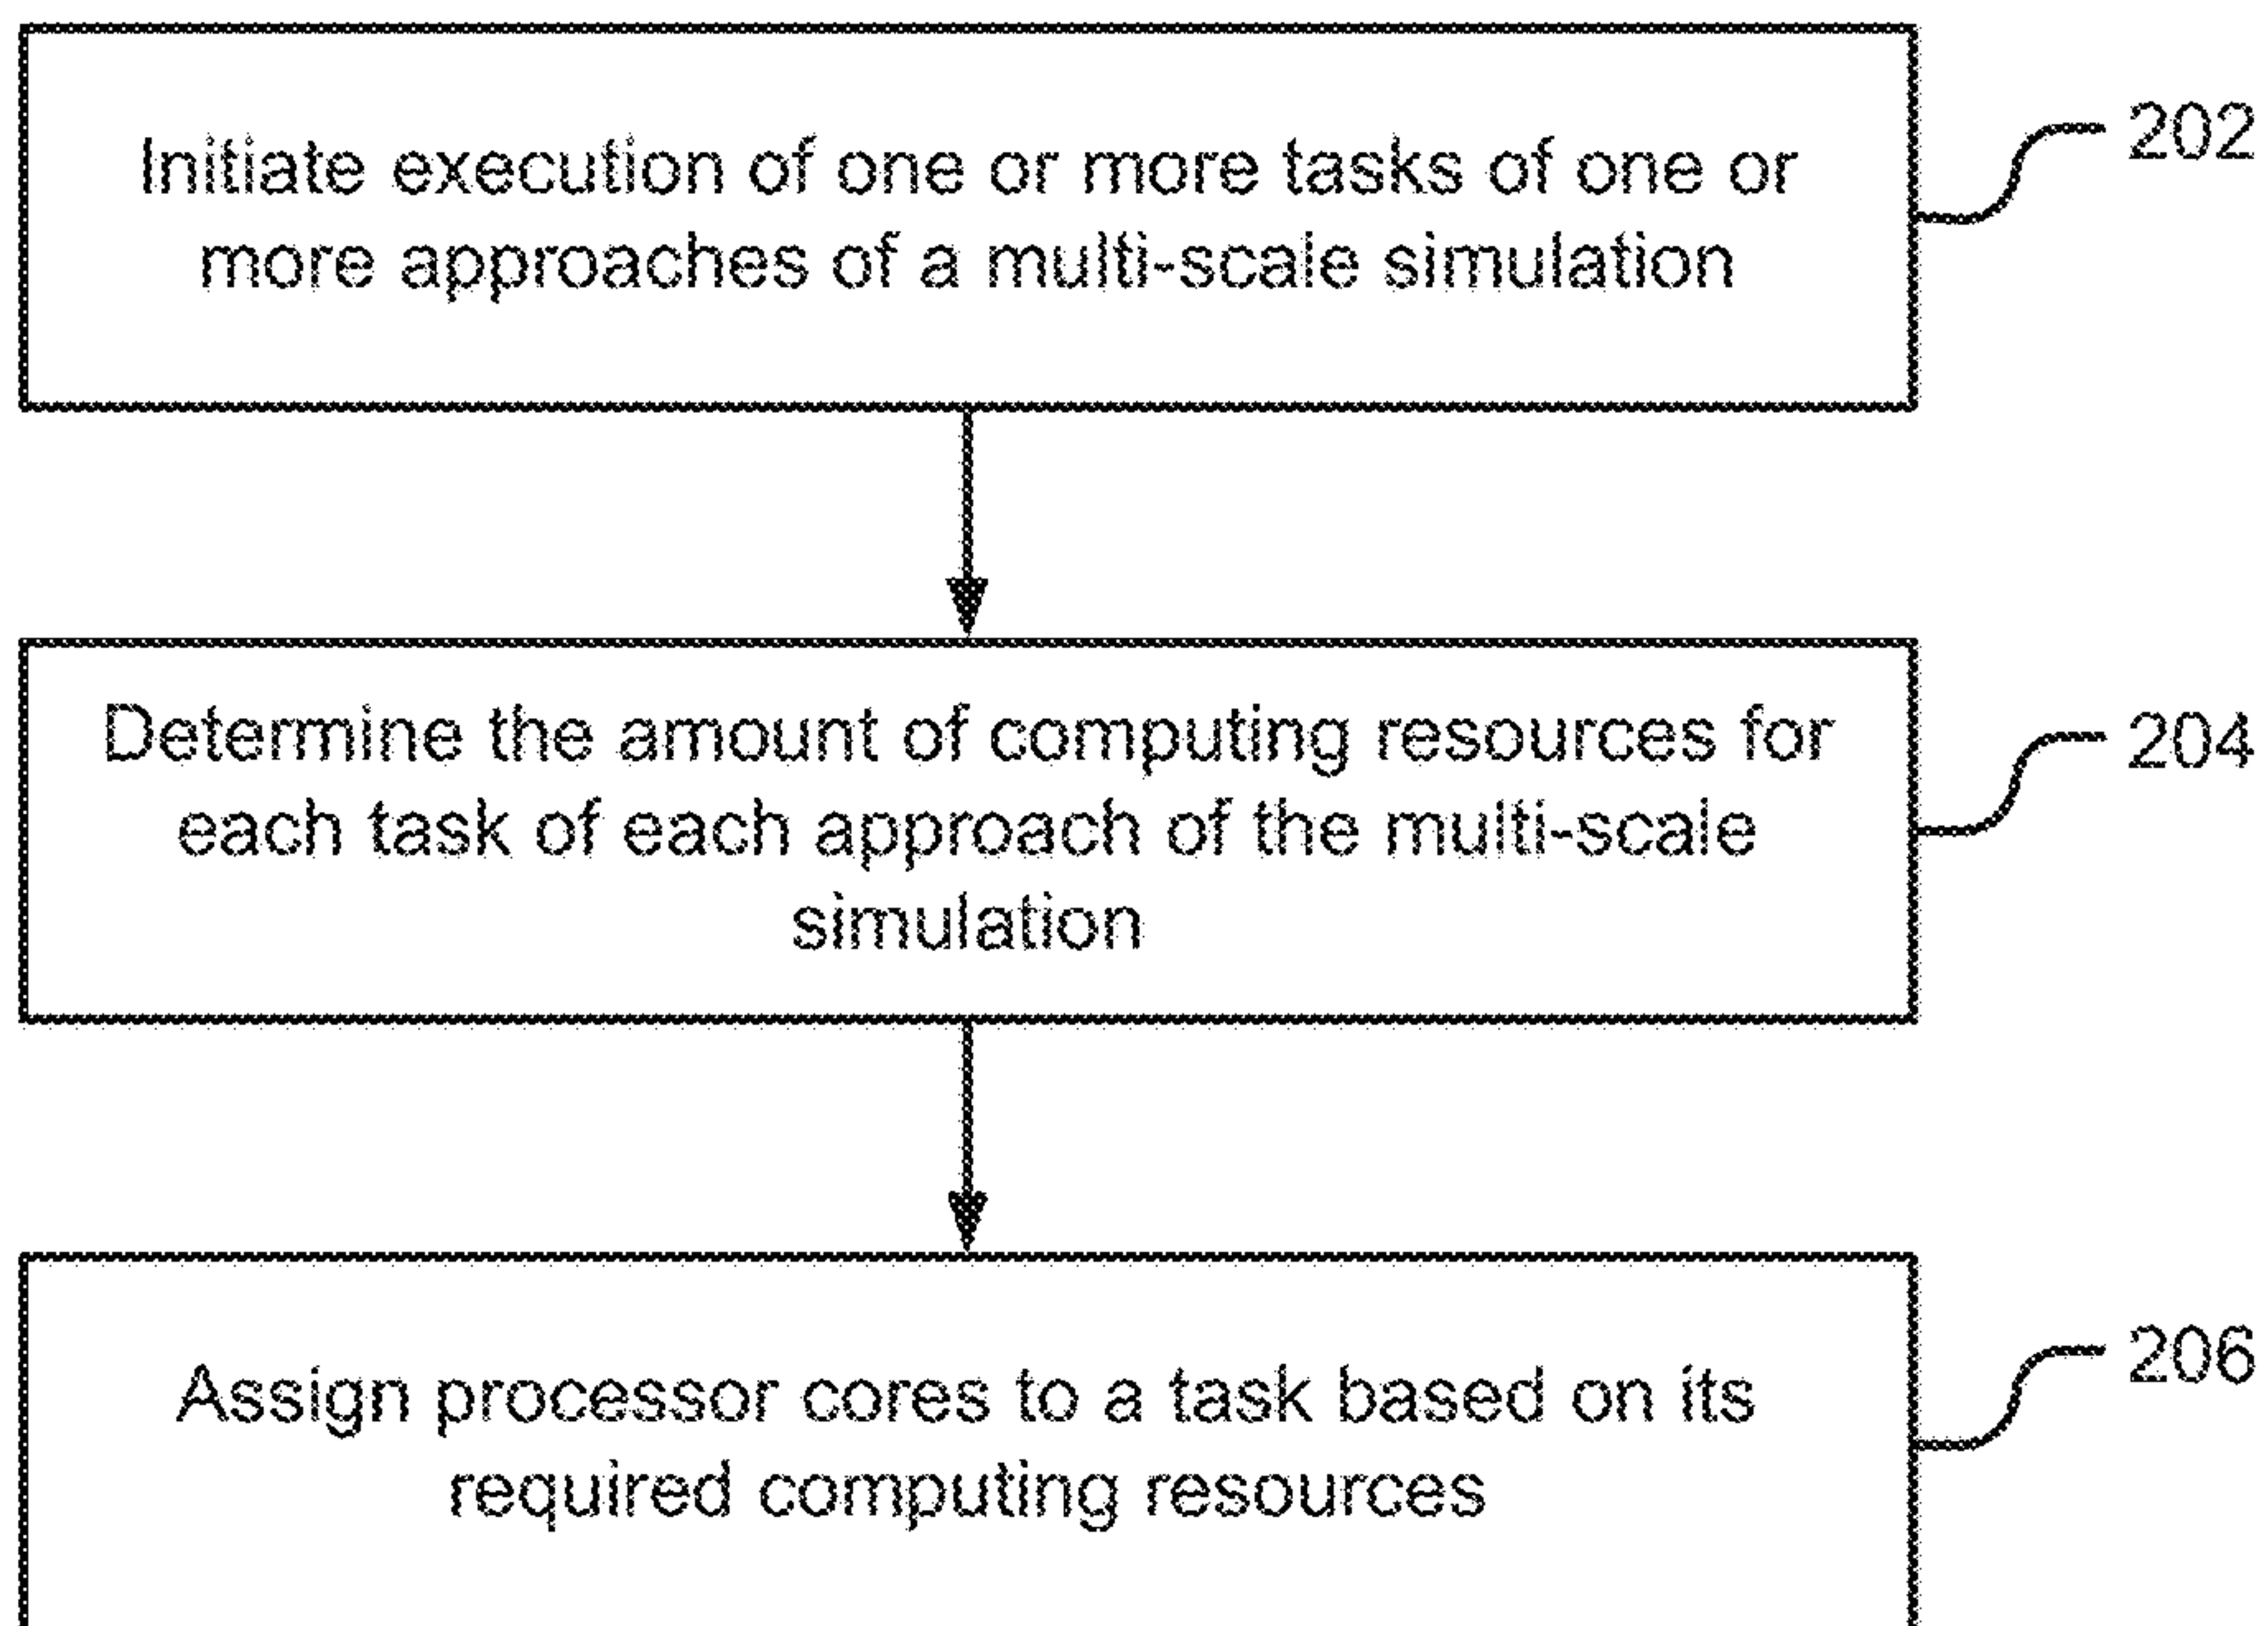 Initiate execution of one or more tasks of one or
more approaches of a multi-scale simulation
202
Determine the amount of computing resources for
each task of each approach of the multi-scale
simulation
204
Assign processor cores to a task based on its
required computing resources
206